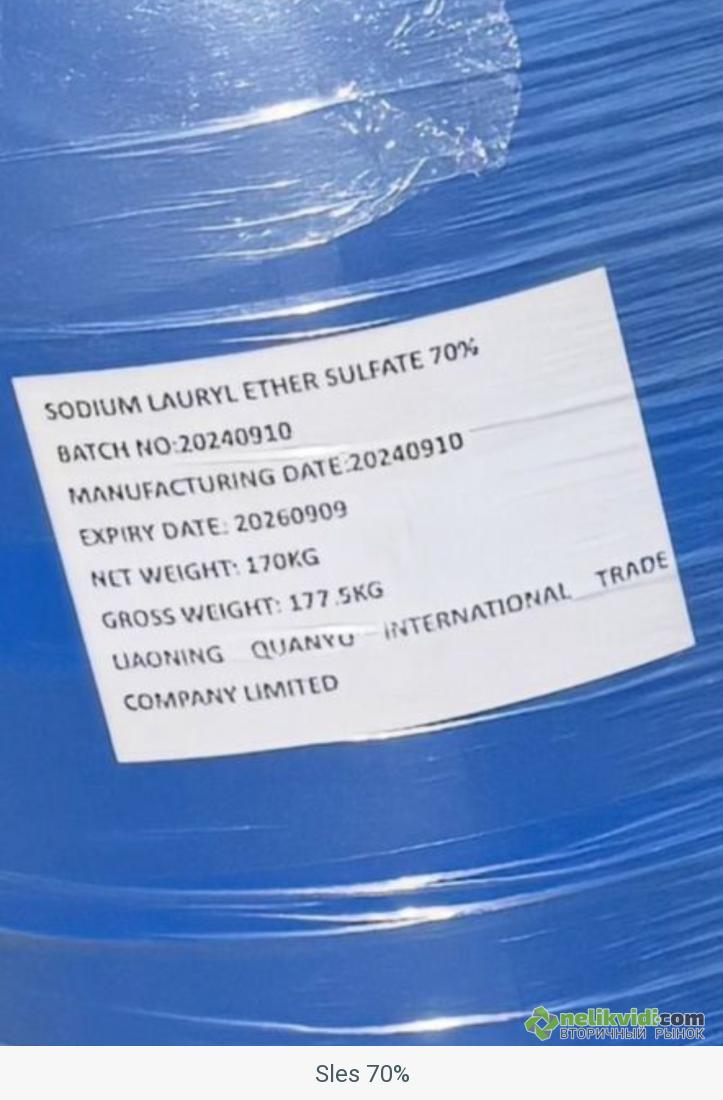 SODIUM LAURYL ETHER SULFATE 70%
BATCH NO:20240910
MANUFACTURING DATE:20240910
EXPIRY DATE: 20260909
NET WEIGHT: 170KG
GROSS WEIGHT: 177.5KG
LIAONING QUANYU INTERNATIONAL TRADE
COMPANY LIMITED
nelikvidi.com
ВТОРИЧНЫЙ РЫНОК
Sles 70%